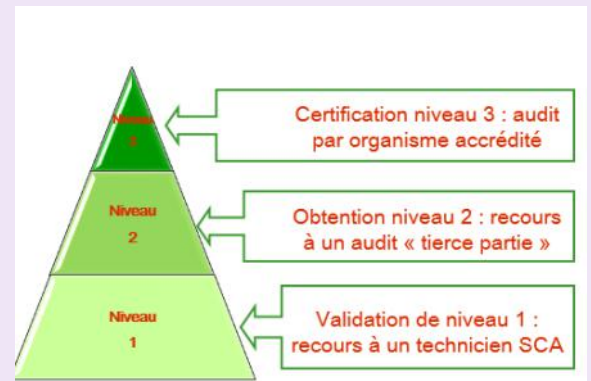 Niveau
3
Certification niveau 3 : audit
par organisme accrédité
Niveau
2
Obtention niveau 2 : recours
à un audit « tierce partie »
Niveau
1
Validation de niveau 1 :
recours à un technicien SCA